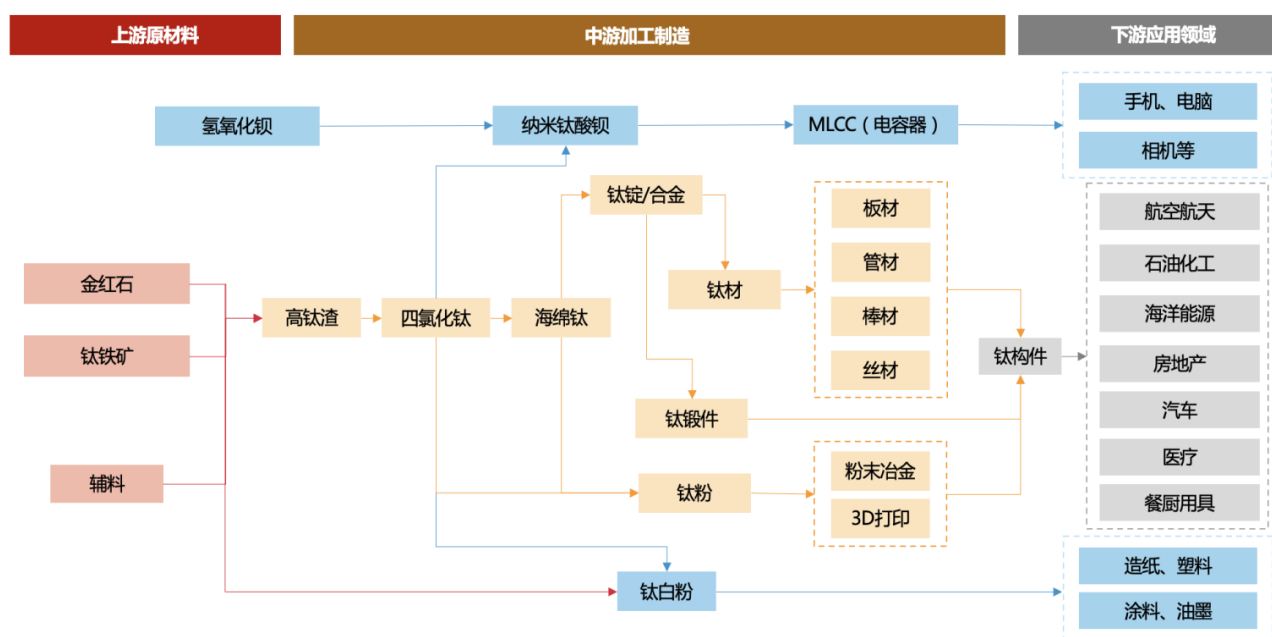 上游原材料
中游加工制造
下游应用领域
氢氧化钡
纳米钛酸钡
MLCC（电容器）
手机、电脑
相机等
钛锭/合金
板材
管材
棒材
丝材
航空航天
石油化工
海洋能源
房地产
汽车
医疗
餐厨用具
金红石
钛铁矿
辅料
高钛渣
四氯化钛
海绵钛
钛材
钛构件
钛锻件
钛粉
粉末冶金
3D打印
钛白粉
造纸、塑料
涂料、油墨